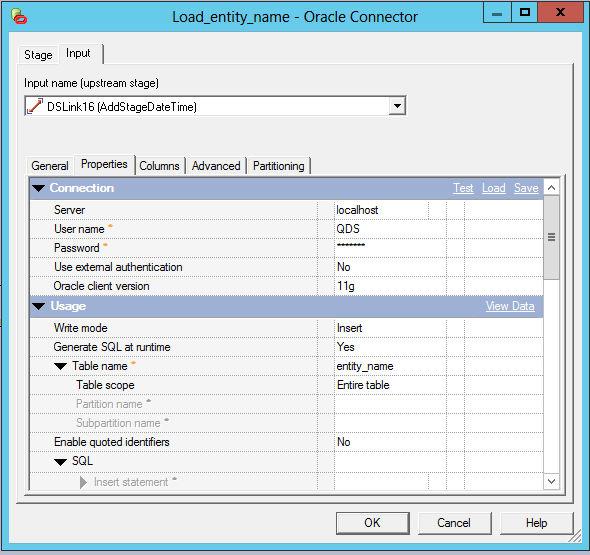 Load_entity_name - Oracle Connector
Stage Input
Input name (upstream stage)
DSLink16 (AddStageDateTime)
General Properties Columns Advanced Partitioning
Connection Test Load Save
Server localhost
User name * QDS
Password * *******
Use external authentication No
Oracle client version 11g
Usage View Data
Write mode Insert
Generate SQL at runtime Yes
Table name * entity_name
Table scope Entire table
Partition name *
Subpartition name *
Enable quoted identifiers No
SQL
Insert statement *
OK Cancel Help